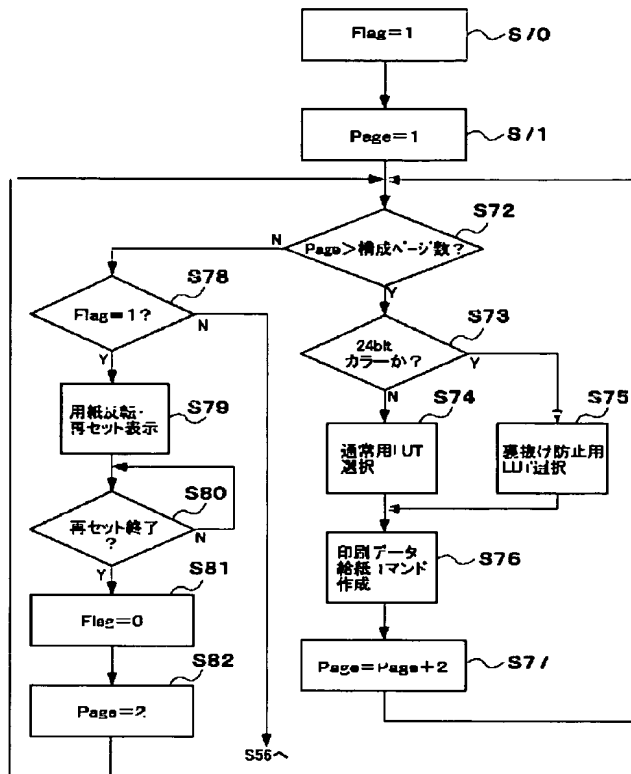 Flag=1
S70
Page=1
S71
S72
N
Page>構成ページ数?
Y
S78
Flag=1?
N
Y
S73
24bit
カラーか?
Y
N
S79
用紙反転・
再セット表示
S74
通常用LUT
選択
S75
裏抜け防止用
LUT選択
S80
再セット終了
?
N
Y
S76
印刷データ
給紙コマンド
作成
S81
Flag=0
S77
Page=Page+2
S82
Page=2
S56へ